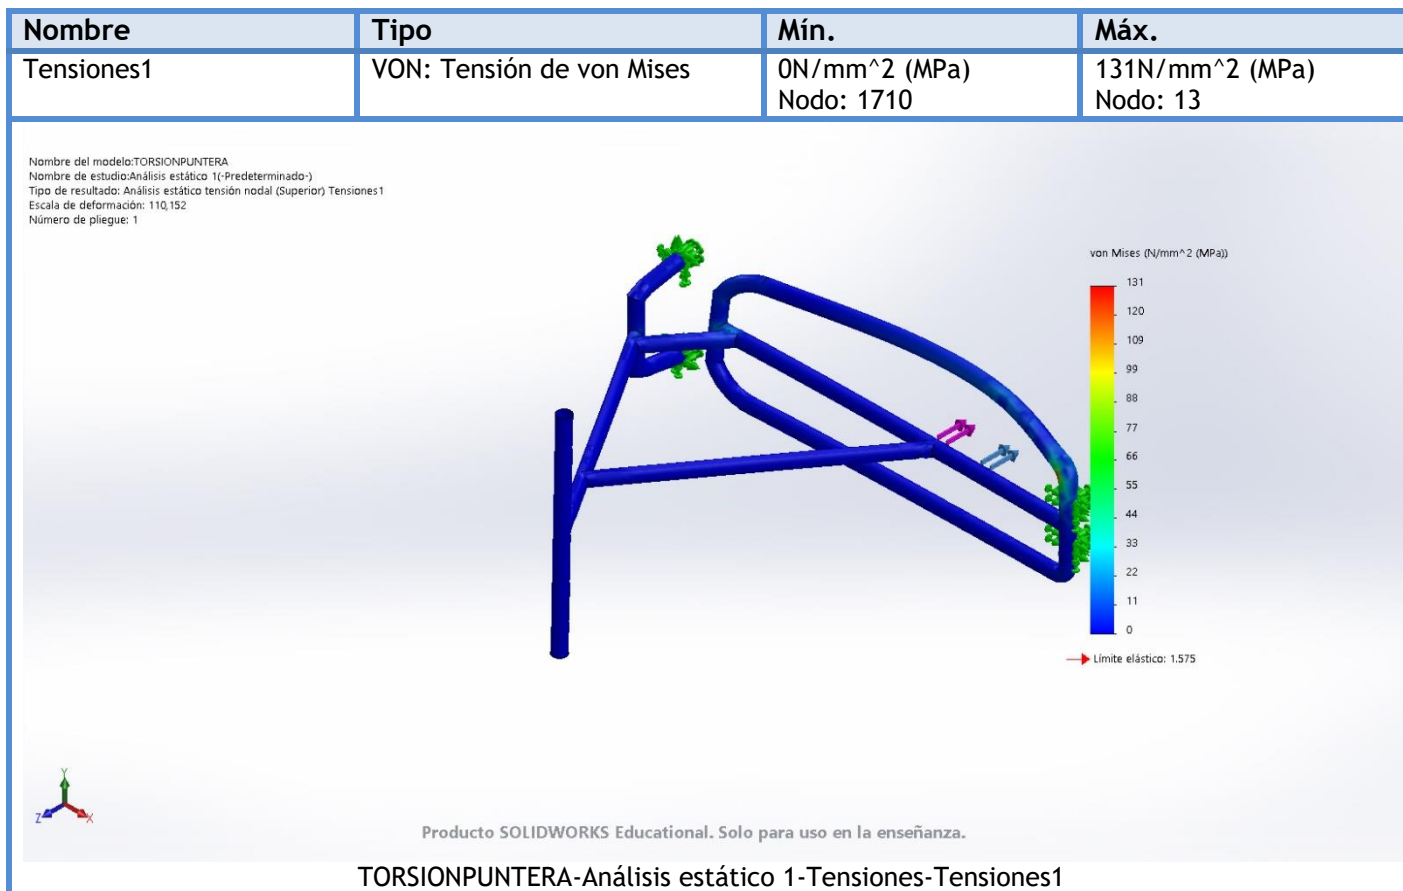 Nombre Tipo Mín. Máx.
Tensiones1 VON: Tensión de von Mises 0N/mm^2 (MPa) 131N/mm^2 (MPa)
Nodo: 1710 Nodo: 13
Nombre del modelo:TORSIONPUNTERA
Nombre de estudio:Análisis estático 1(-Predeterminado-)
Tipo de resultado: Análisis estático tensión nodal (Superior) Tensiones1
Escala de deformación: 110,152
Número de pliegue: 1
von Mises (N/mm^2 (MPa))
131
120
109
99
88
77
66
55
44
33
22
11
0
Límite elástico: 1.575
Y
Z X
Producto SOLIDWORKS Educational. Solo para uso en la enseñanza.
TORSIONPUNTERA-Análisis estático 1-Tensiones-Tensiones1